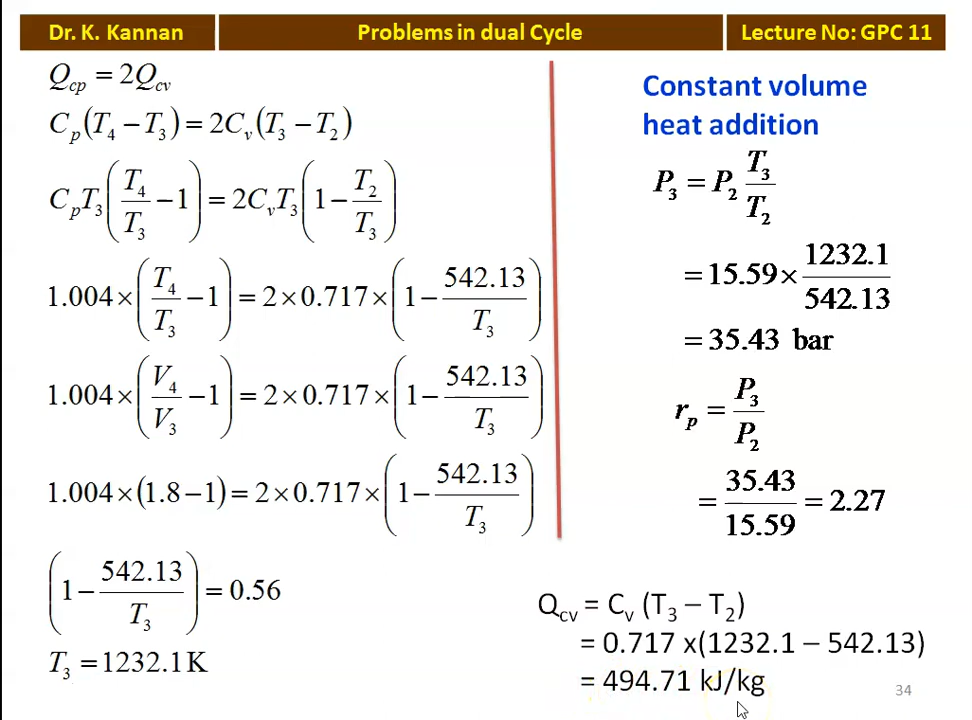 Dr. K. Kannan
Problems in dual Cycle
Lecture No: GPC 11
Q_cp = 2Q_cv
C_p(T_4 − T_3) = 2C_v(T_3 − T_2)
C_pT_3(T_4/T_3 − 1) = 2C_vT_3(1 − T_2/T_3)
1.004×(T_4/T_3 − 1) = 2×0.717×(1 − 542.13/T_3)
1.004×(V_4/V_3 − 1) = 2×0.717×(1 − 542.13/T_3)
1.004×(1.8−1) = 2×0.717×(1 − 542.13/T_3)
(1 − 542.13/T_3) = 0.56
T_3 = 1232.1 K
Constant volume
heat addition
P_3 = P_2 T_3/T_2
= 15.59× 1232.1/542.13
= 35.43 bar
r_p = P_3/P_2
= 35.43/15.59 = 2.27
Q_cv = C_v (T_3 – T_2)
= 0.717 x(1232.1 – 542.13)
= 494.71 kJ/kg
34